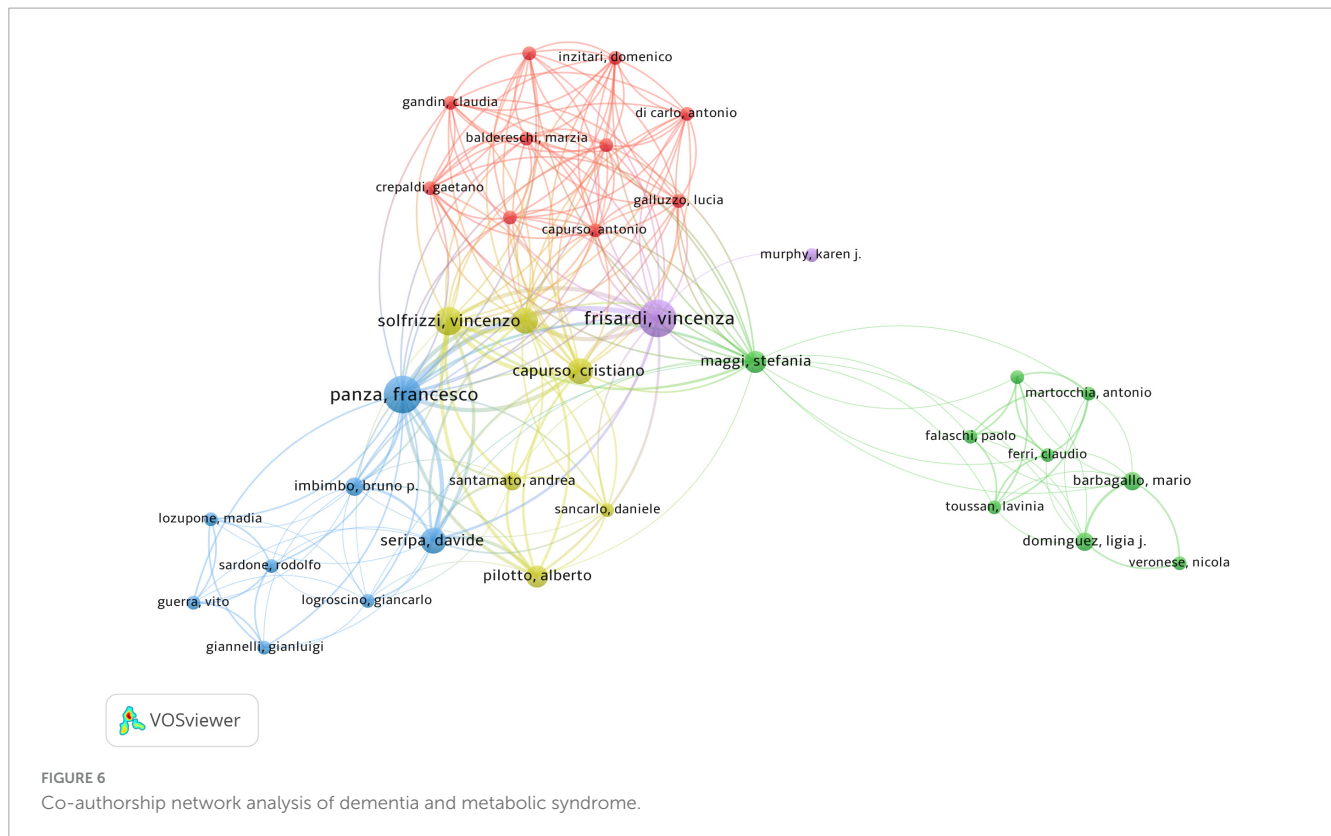 inzitari, domenico
gandin, claudia
di carlo, antonio
baldereschi, marzia
crepaldi, gaetano
galluzzo, lucia
capurso, antonio
murphy, karen j.
solfrizzi, vincenzo
frisardi, vincenza
maggi, stefania
capurso, cristiano
panza, francesco
martocchia, antonio
falaschi, paolo
ferri, claudio
barbagallo, mario
santamato, andrea
imbimbo, bruno p.
toussan, lavinia
sancarlo, daniele
lozupone, madia
seripa, davide
dominguez, ligia j.
veronese, nicola
sardone, rodolfo
pilotto, alberto
guerra, vito
logroscino, giancarlo
giannelli, gianluigi
VOSviewer
FIGURE 6
Co-authorship network analysis of dementia and metabolic syndrome.